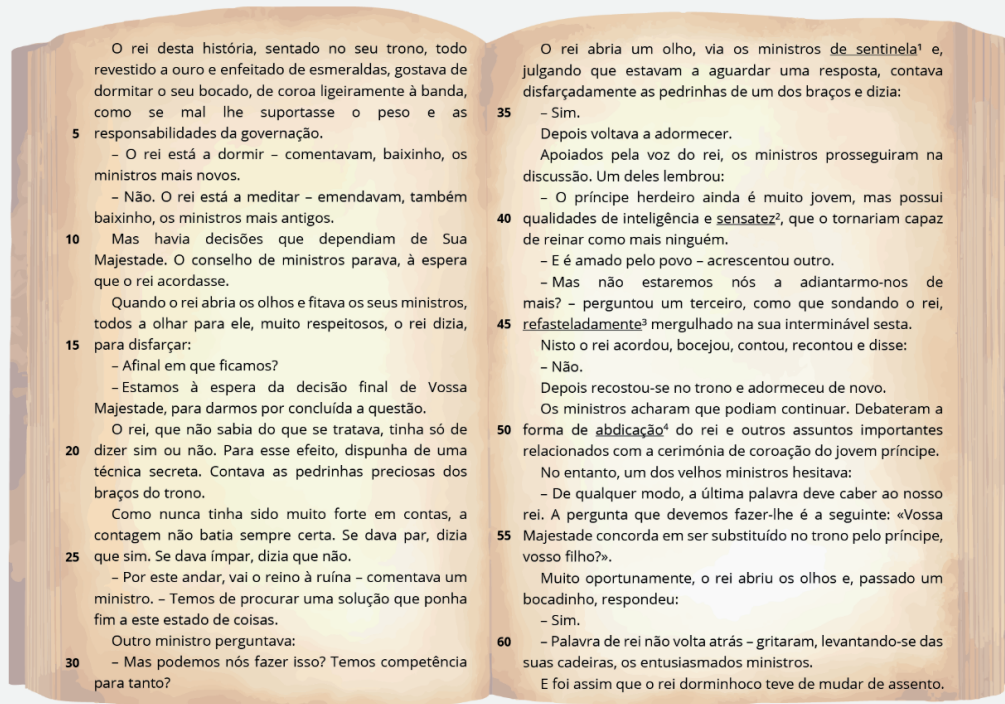 O rei desta história, sentado no seu trono, todo
revestido a ouro e enfeitado de esmeraldas, gostava de
dormitar o seu bocado, de coroa ligeiramente à banda,
como se mal lhe suportasse o peso e as
5 responsabilidades da governação.
– O rei está a dormir – comentavam, baixinho, os
ministros mais novos.
– Não. O rei está a meditar – emendavam, também
baixinho, os ministros mais antigos.
10 Mas havia decisões que dependiam de Sua
Majestade. O conselho de ministros parava, à espera
que o rei acordasse.
Quando o rei abria os olhos e fitava os seus ministros,
todos a olhar para ele, muito respeitosos, o rei dizia,
15 para disfarçar:
– Afinal em que ficamos?
– Estamos à espera da decisão final de Vossa
Majestade, para darmos por concluída a questão.
O rei, que não sabia do que se tratava, tinha só de
20 dizer sim ou não. Para esse efeito, dispunha de uma
técnica secreta. Contava as pedrinhas preciosas dos
braços do trono.
Como nunca tinha sido muito forte em contas, a
contagem não batia sempre certa. Se dava par, dizia
25 que sim. Se dava ímpar, dizia que não.
– Por este andar, vai o reino à ruína – comentava um
ministro. – Temos de procurar uma solução que ponha
fim a este estado de coisas.
Outro ministro perguntava:
30 – Mas podemos nós fazer isso? Temos competência
para tanto?
O rei abria um olho, via os ministros de sentinela¹ e,
julgando que estavam a aguardar uma resposta, contava
disfarçadamente as pedrinhas de um dos braços e dizia:
35 – Sim.
Depois voltava a adormecer.
Apoiados pela voz do rei, os ministros prosseguiram na
discussão. Um deles lembrou:
– O príncipe herdeiro ainda é muito jovem, mas possui
40 qualidades de inteligência e sensatez², que o tornariam capaz
de reinar como mais ninguém.
– E é amado pelo povo – acrescentou outro.
– Mas não estaremos nós a adiantarmo-nos de
mais? – perguntou um terceiro, como que sondando o rei,
45 refasteladamente³ mergulhado na sua interminável sesta.
Nisto o rei acordou, bocejou, contou, recontou e disse:
– Não.
Depois recostou-se no trono e adormeceu de novo.
Os ministros acharam que podiam continuar. Debateram a
50 forma de abdicação⁴ do rei e outros assuntos importantes
relacionados com a cerimónia de coroação do jovem príncipe.
No entanto, um dos velhos ministros hesitava:
– De qualquer modo, a última palavra deve caber ao nosso
rei. A pergunta que devemos fazer-lhe é a seguinte: «Vossa
55 Majestade concorda em ser substituído no trono pelo príncipe,
vosso filho?».
Muito oportunamente, o rei abriu os olhos e, passado um
bocadinho, respondeu:
– Sim.
60 – Palavra de rei não volta atrás – gritaram, levantando-se das
suas cadeiras, os entusiasmados ministros.
E foi assim que o rei dorminhoco teve de mudar de assento.